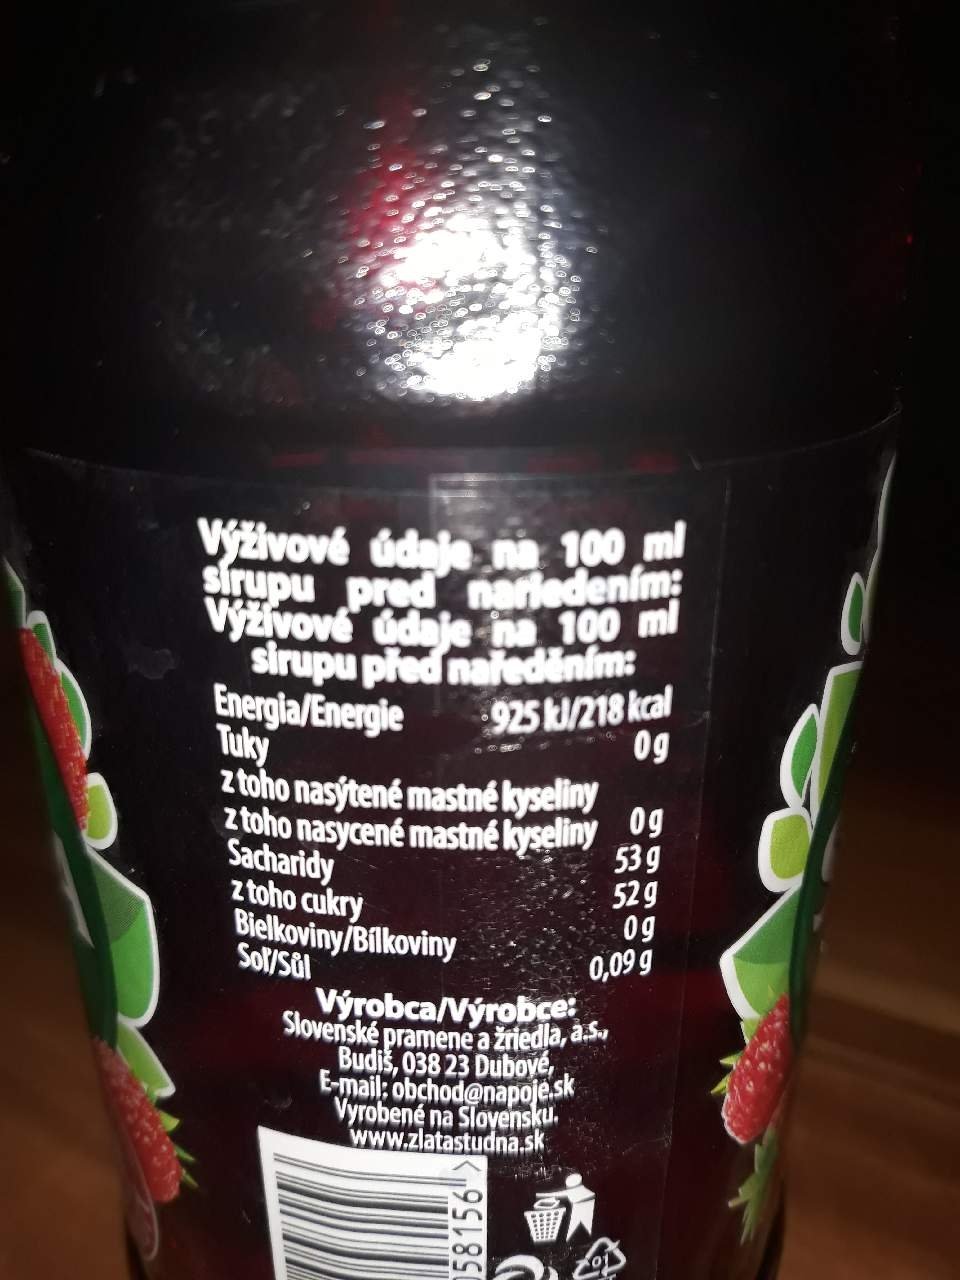 Výživové údaje na 100 ml
sirupu pred nariedením:
Výživové údaje na 100 ml
sirupu před naředěním:
Energia/Energie 925 kJ/218 kcal
Tuky 0 g
z toho nasýtené mastné kyseliny
z toho nasycené mastné kyseliny 0 g
Sacharidy 53 g
z toho cukry 52 g
Bielkoviny/Bílkoviny 0 g
Soľ/Sůl 0,09 g
Výrobca/Výrobce:
Slovenské pramene a žriedla, a.s.,
Budiš, 038 23 Dubové,
E-mail: obchod@napoje.sk
Vyrobené na Slovensku.
www.zlatastudna.sk
058156 >